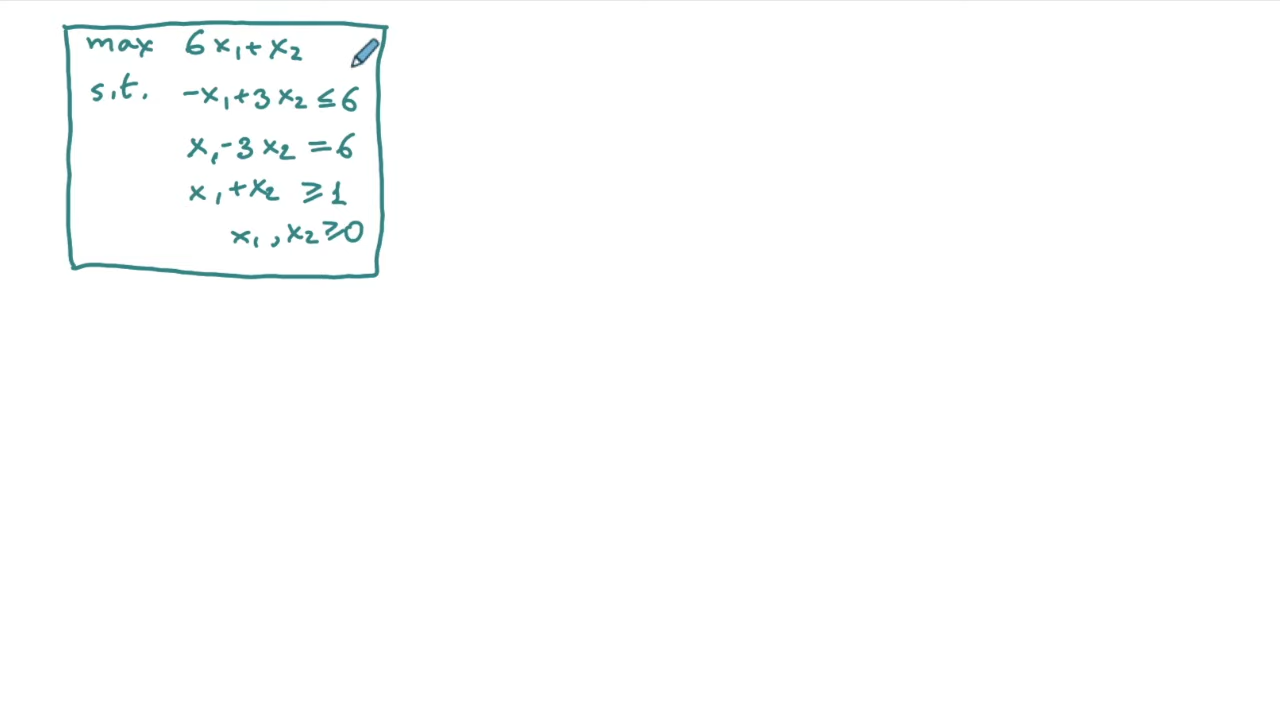 max 6x₁+x₂
s.t. -x₁+3x₂ ≤ 6
x₁-3x₂ = 6
x₁+x₂ ≥ 1
x₁, x₂ ≥ 0